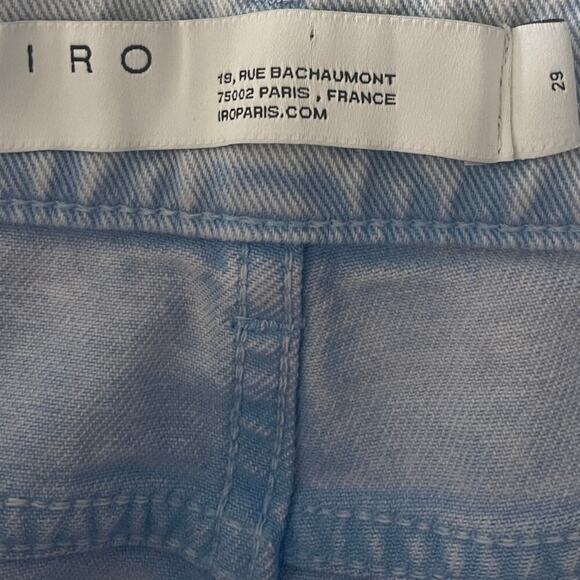 IRO
19, RUE BACHAUMONT
75002 PARIS , FRANCE
IROPARIS.COM
29